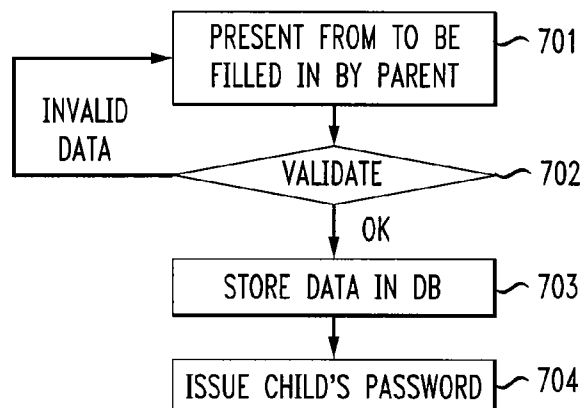 PRESENT FROM TO BE
FILLED IN BY PARENT
701
INVALID
DATA
VALIDATE
702
OK
STORE DATA IN DB
703
ISSUE CHILD'S PASSWORD
704